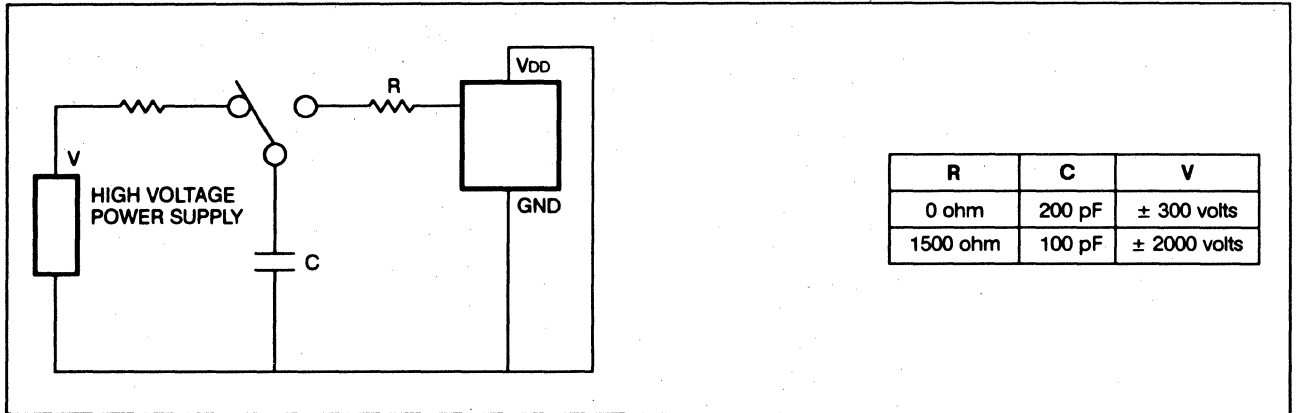 VDD
R
V
HIGH VOLTAGE
POWER SUPPLY
GND
C
R C V
0 ohm 200 pF ± 300 volts
1500 ohm 100 pF ± 2000 volts